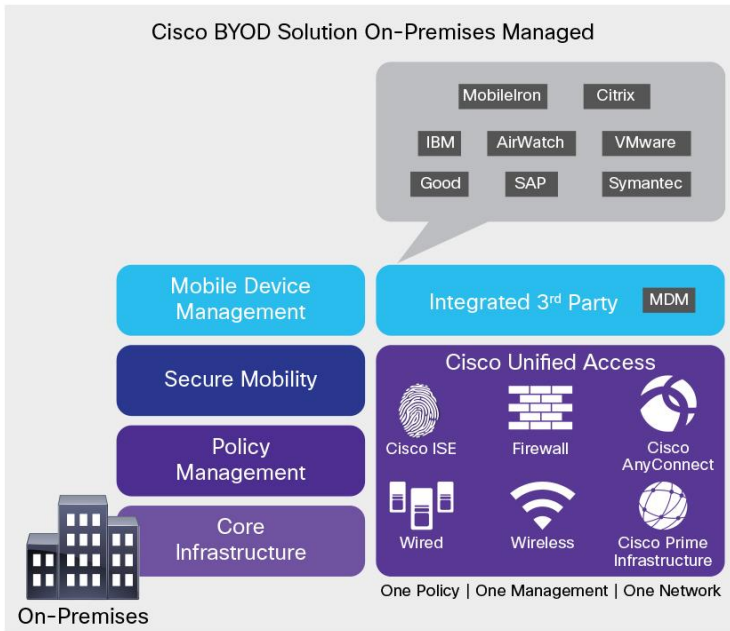 Cisco BYOD Solution On-Premises Managed
MobileIron
Citrix
IBM
AirWatch
VMware
Good
SAP
Symantec
Mobile Device
Management
Integrated 3rd Party
MDM
Secure Mobility
Policy
Management
Core
Infrastructure
Cisco Unified Access
Cisco ISE
Firewall
Cisco
AnyConnect
Wired
Wireless
Cisco Prime
Infrastructure
On-Premises
One Policy | One Management | One Network